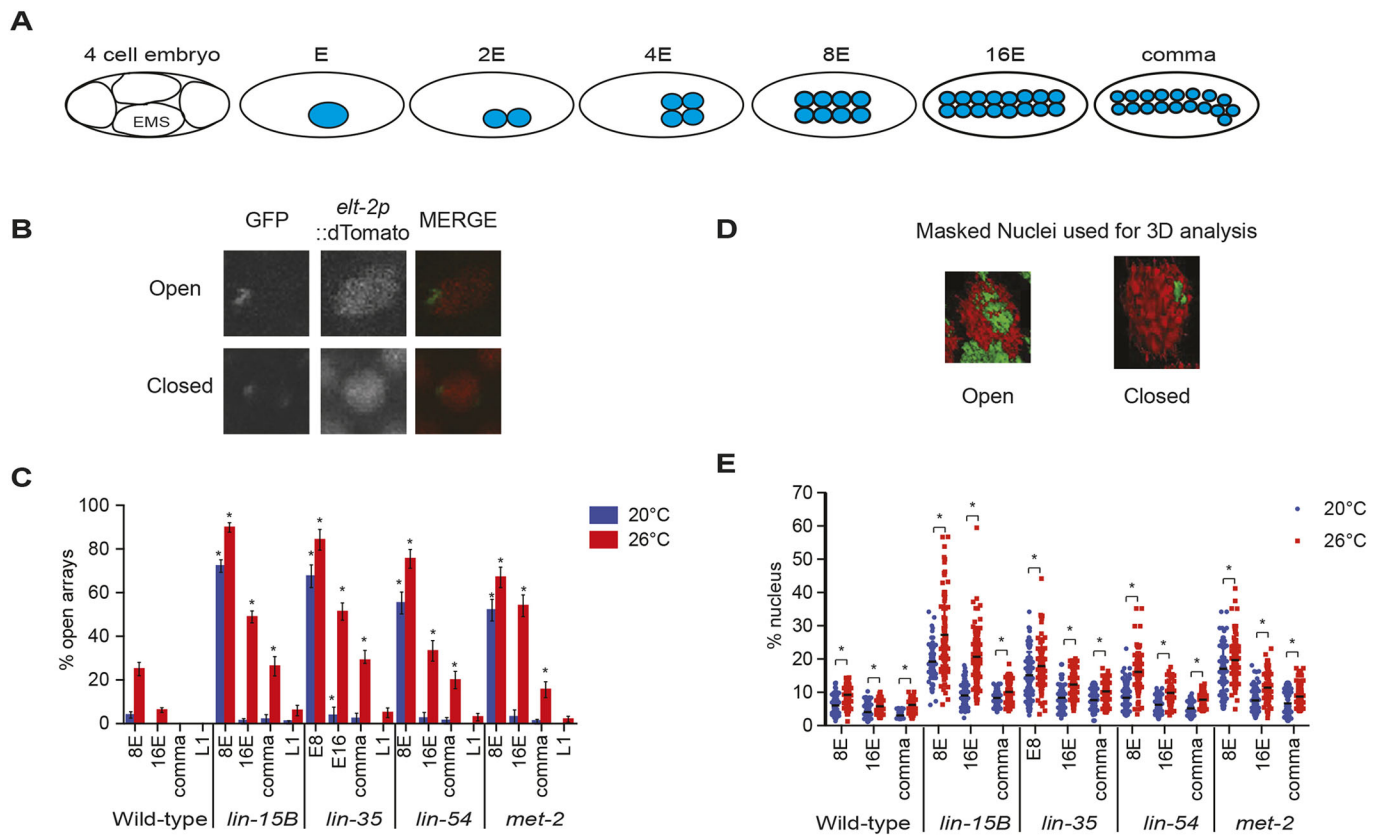 A
4 cell embryo
E
2E
4E
8E
16E
comma
EMS
B
GFP
elt-2p
::dTomato
MERGE
Open
Closed
D
Masked Nuclei used for 3D analysis
Open
Closed
C
% open arrays
100
80
60
40
20
0
20°C
26°C
* * * * * * * * * * * * * * * *
8E 16E comma L1
8E 16E comma L1
E8 E16 comma L1
8E 16E comma L1
8E 16E comma L1
Wild-type lin-15B lin-35 lin-54 met-2
E
% nucleus
70
60
50
40
30
20
10
0
20°C
26°C
* * * * * * * * * * * * * * *
8E 16E comma
8E 16E comma
E8 16E comma
8E 16E comma
8E 16E comma
Wild-type lin-15B lin-35 lin-54 met-2